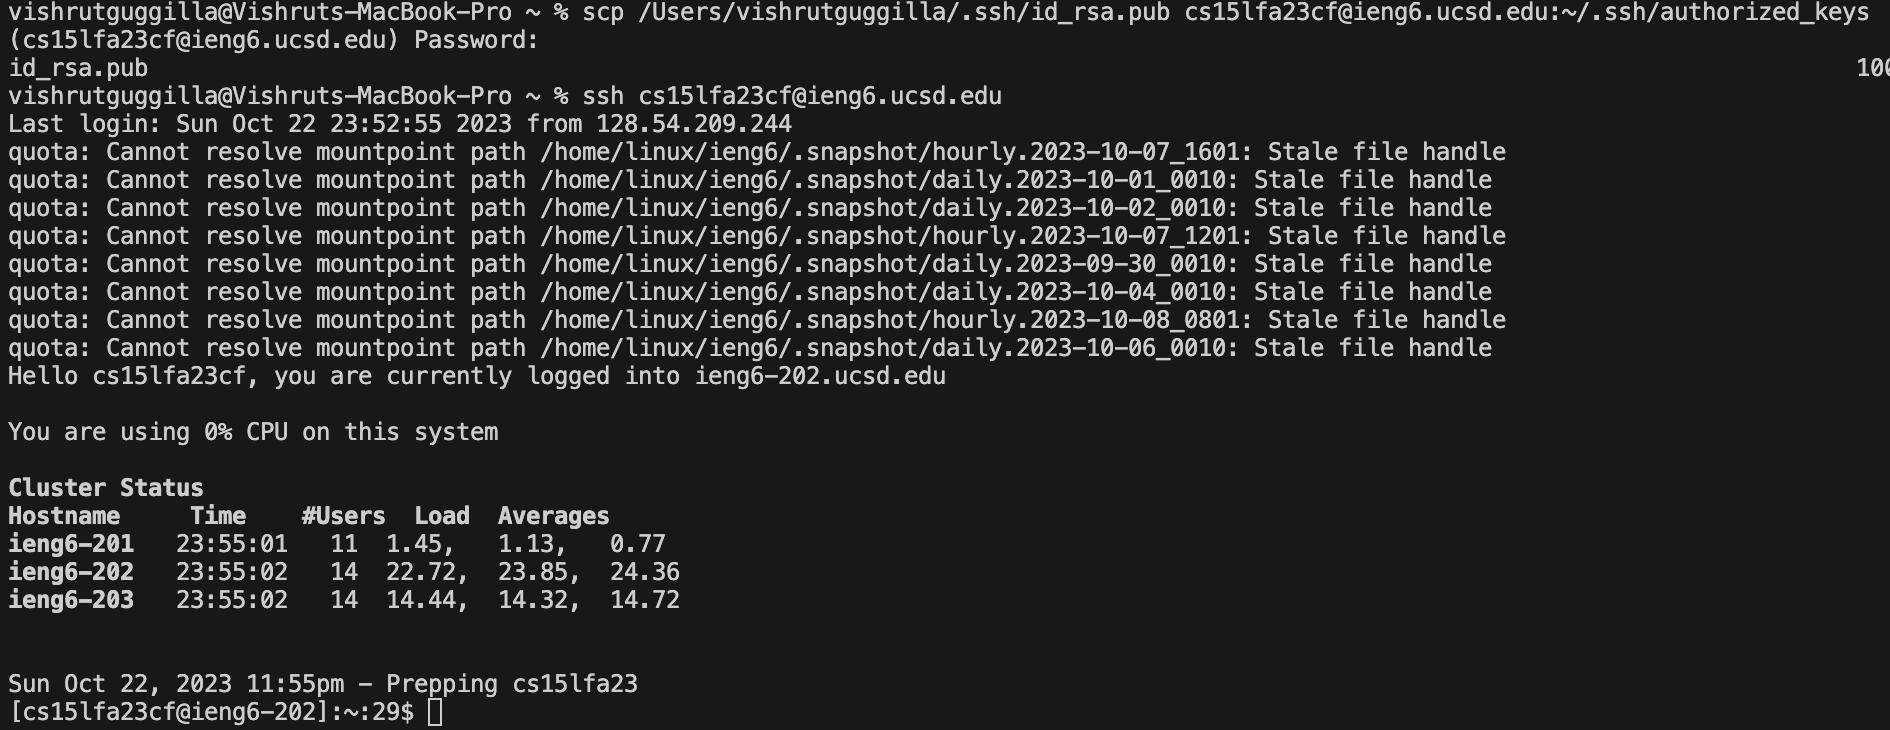 vishrutguggilla@Vishruts-MacBook-Pro ~ % scp /Users/vishrutguggilla/.ssh/id_rsa.pub cs15lfa23cf@ieng6.ucsd.edu:~/.ssh/authorized_keys
(cs15lfa23cf@ieng6.ucsd.edu) Password:
id_rsa.pub 100
vishrutguggilla@Vishruts-MacBook-Pro ~ % ssh cs15lfa23cf@ieng6.ucsd.edu
Last login: Sun Oct 22 23:52:55 2023 from 128.54.209.244
quota: Cannot resolve mountpoint path /home/linux/ieng6/.snapshot/hourly.2023-10-07_1601: Stale file handle
quota: Cannot resolve mountpoint path /home/linux/ieng6/.snapshot/daily.2023-10-01_0010: Stale file handle
quota: Cannot resolve mountpoint path /home/linux/ieng6/.snapshot/daily.2023-10-02_0010: Stale file handle
quota: Cannot resolve mountpoint path /home/linux/ieng6/.snapshot/hourly.2023-10-07_1201: Stale file handle
quota: Cannot resolve mountpoint path /home/linux/ieng6/.snapshot/daily.2023-09-30_0010: Stale file handle
quota: Cannot resolve mountpoint path /home/linux/ieng6/.snapshot/daily.2023-10-04_0010: Stale file handle
quota: Cannot resolve mountpoint path /home/linux/ieng6/.snapshot/hourly.2023-10-08_0801: Stale file handle
quota: Cannot resolve mountpoint path /home/linux/ieng6/.snapshot/daily.2023-10-06_0010: Stale file handle
Hello cs15lfa23cf, you are currently logged into ieng6-202.ucsd.edu
You are using 0% CPU on this system
Cluster Status
Hostname     Time    #Users  Load  Averages
ieng6-201   23:55:01   11  1.45,   1.13,   0.77
ieng6-202   23:55:02   14  22.72,  23.85,  24.36
ieng6-203   23:55:02   14  14.44,  14.32,  14.72
Sun Oct 22, 2023 11:55pm - Prepping cs15lfa23
[cs15lfa23cf@ieng6-202]:~:29$